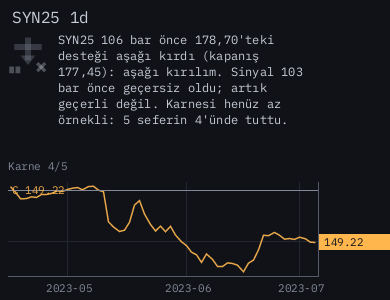 SYN25 1d
SYN25 106 bar önce 178,70'teki
desteği aşağı kırdı (kapanış
177,45): aşağı kırılım. Sinyal 103
bar önce geçersiz oldu; artık
geçerli değil. Karnesi henüz az
örnekli: 5 seferin 4'ünde tuttu.
Karne 4/5
€ 149.22
149.22
2023-05
2023-06
2023-07